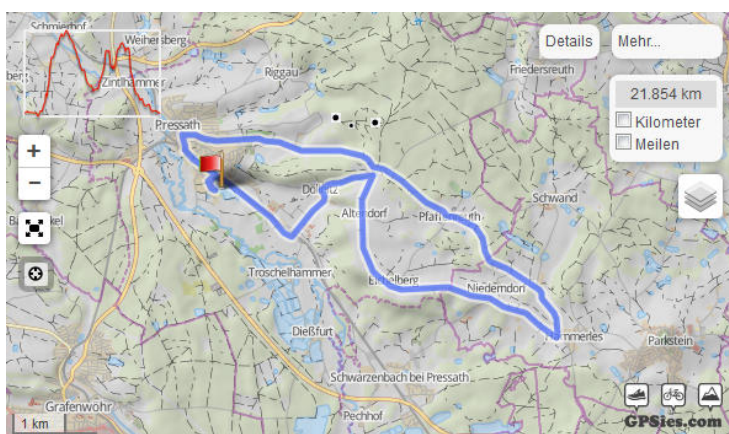 Schmierhof
Weihersberg
Details
Mehr...
Zintlhammer
Riggau
Friedersreuth
21.854 km
Kilometer
Meilen
Pressath
+
−
Döllnitz
Schwand
Altendorf
Pfaffenreuth
Troschelhammer
Eichelberg
Niederndorf
Dießfurt
Hammerles
Parkstein
Schwarzenbach bei Pressath
Grafenwöhr
Pechhof
1 km
GPSies.com